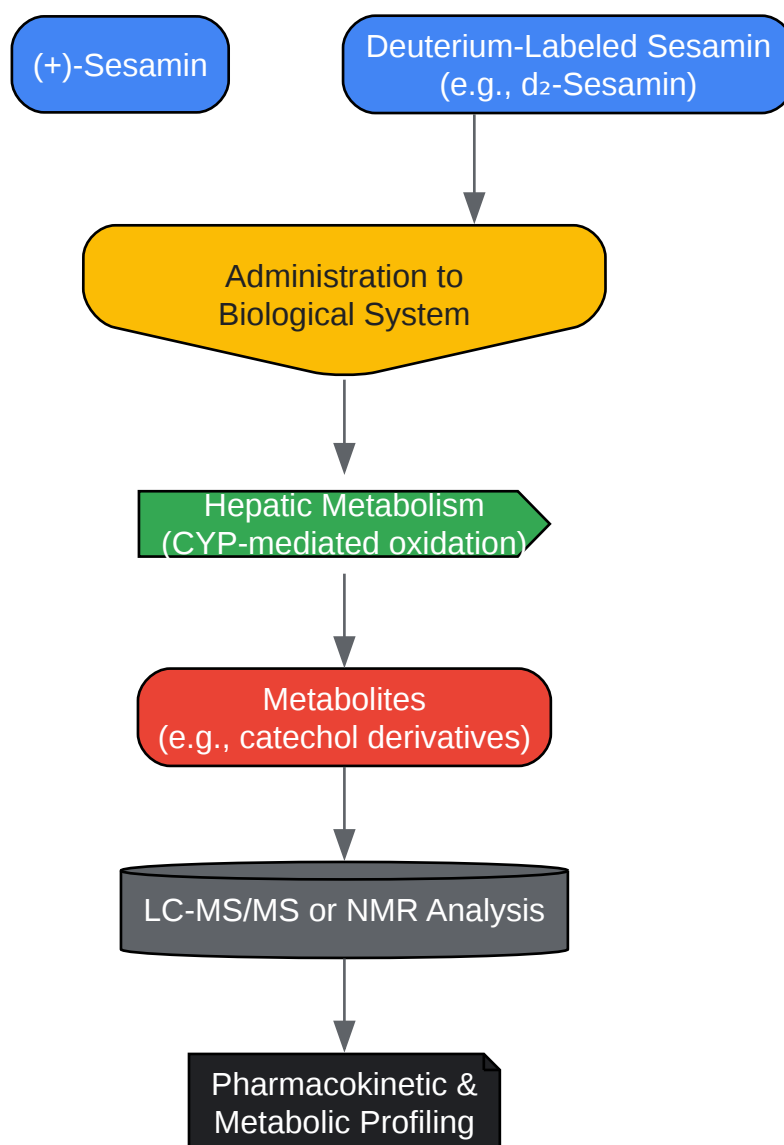 (+)-Sesamin
Deuterium-Labeled Sesamin
(e.g., d₂-Sesamin)
Administration to
Biological System
Hepatic Metabolism
(CYP-mediated oxidation)
Metabolites
(e.g., catechol derivatives)
LC-MS/MS or NMR Analysis
Pharmacokinetic &
Metabolic Profiling